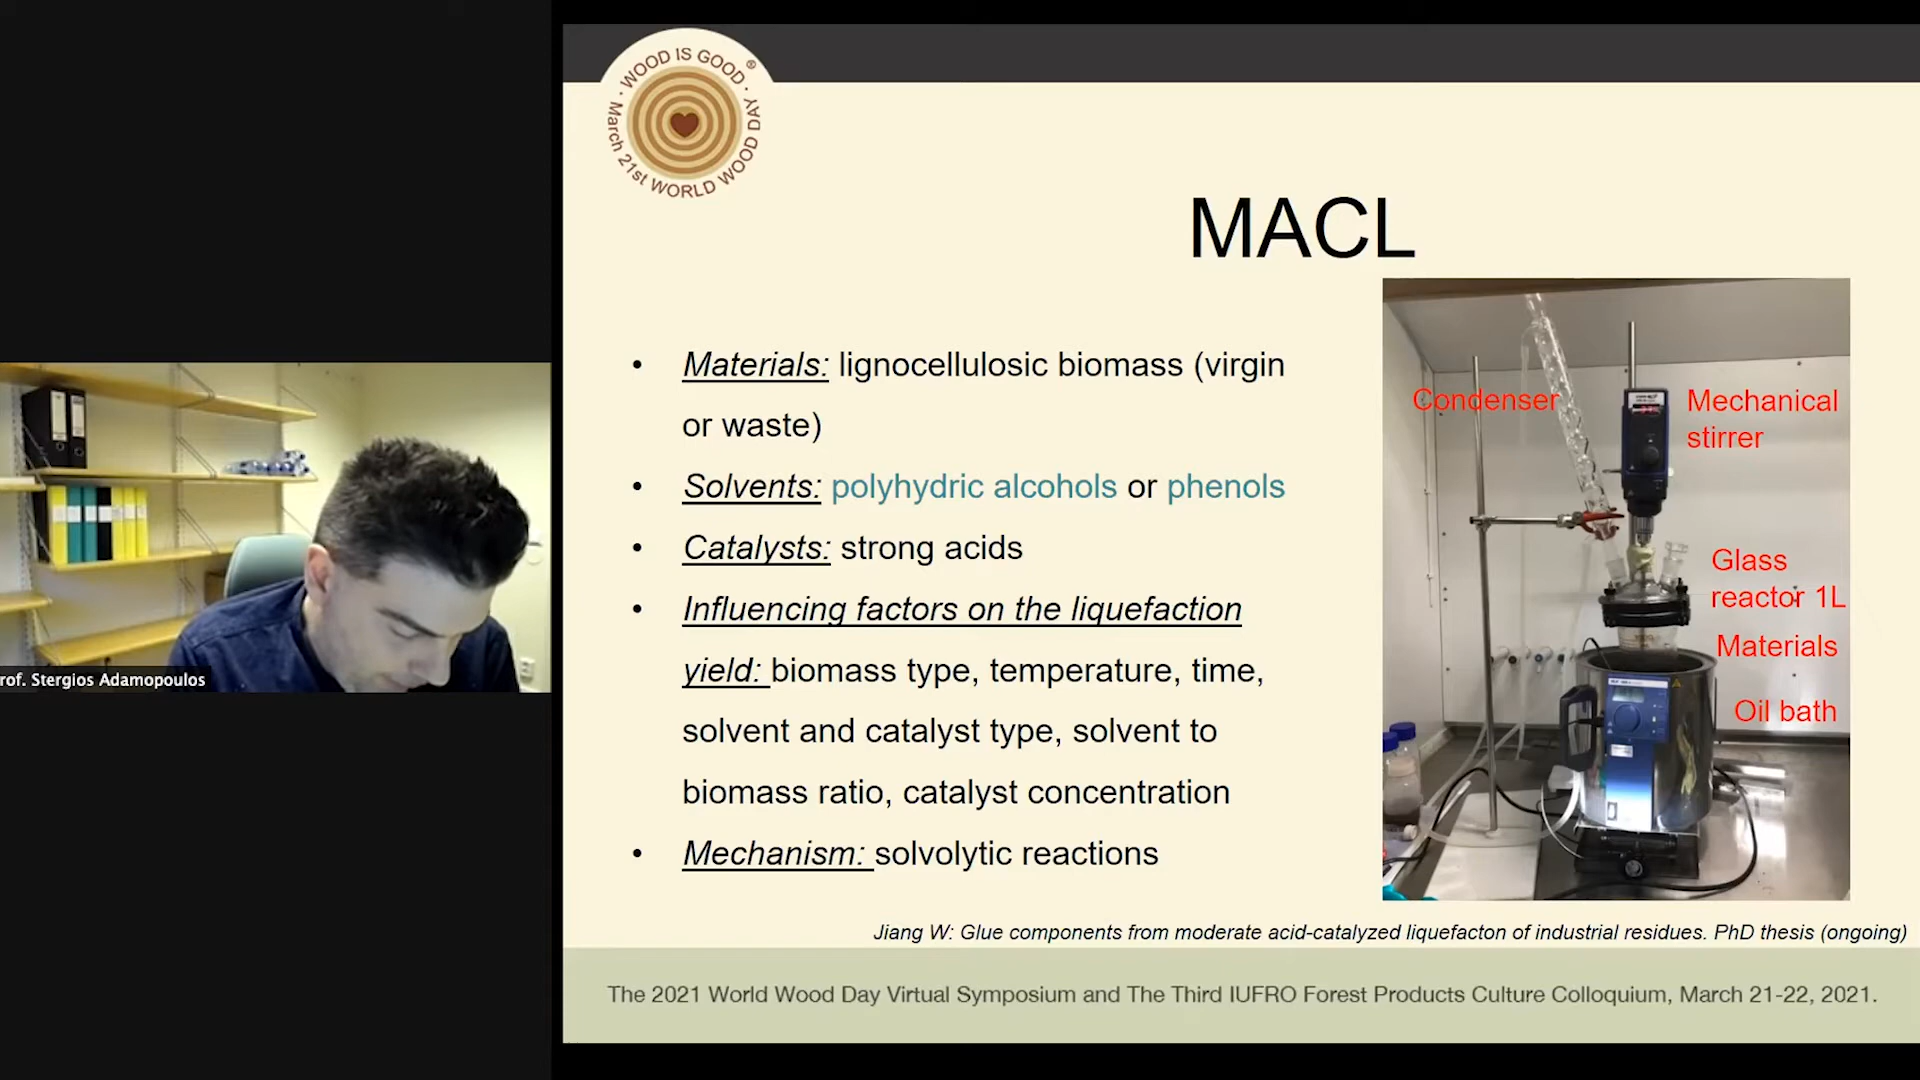 WOOD IS GOOD ®
March 21st WORLD WOOD DAY
MACL
• Materials: lignocellulosic biomass (virgin
or waste)
• Solvents: polyhydric alcohols or phenols
• Catalysts: strong acids
• Influencing factors on the liquefaction
yield: biomass type, temperature, time,
solvent and catalyst type, solvent to
biomass ratio, catalyst concentration
• Mechanism: solvolytic reactions
Condenser
Mechanical
stirrer
Glass
reactor 1L
Materials
Oil bath
Jiang W: Glue components from moderate acid-catalyzed liquefacton of industrial residues. PhD thesis (ongoing)
The 2021 World Wood Day Virtual Symposium and The Third IUFRO Forest Products Culture Colloquium, March 21-22, 2021.
rof. Stergios Adamopoulos